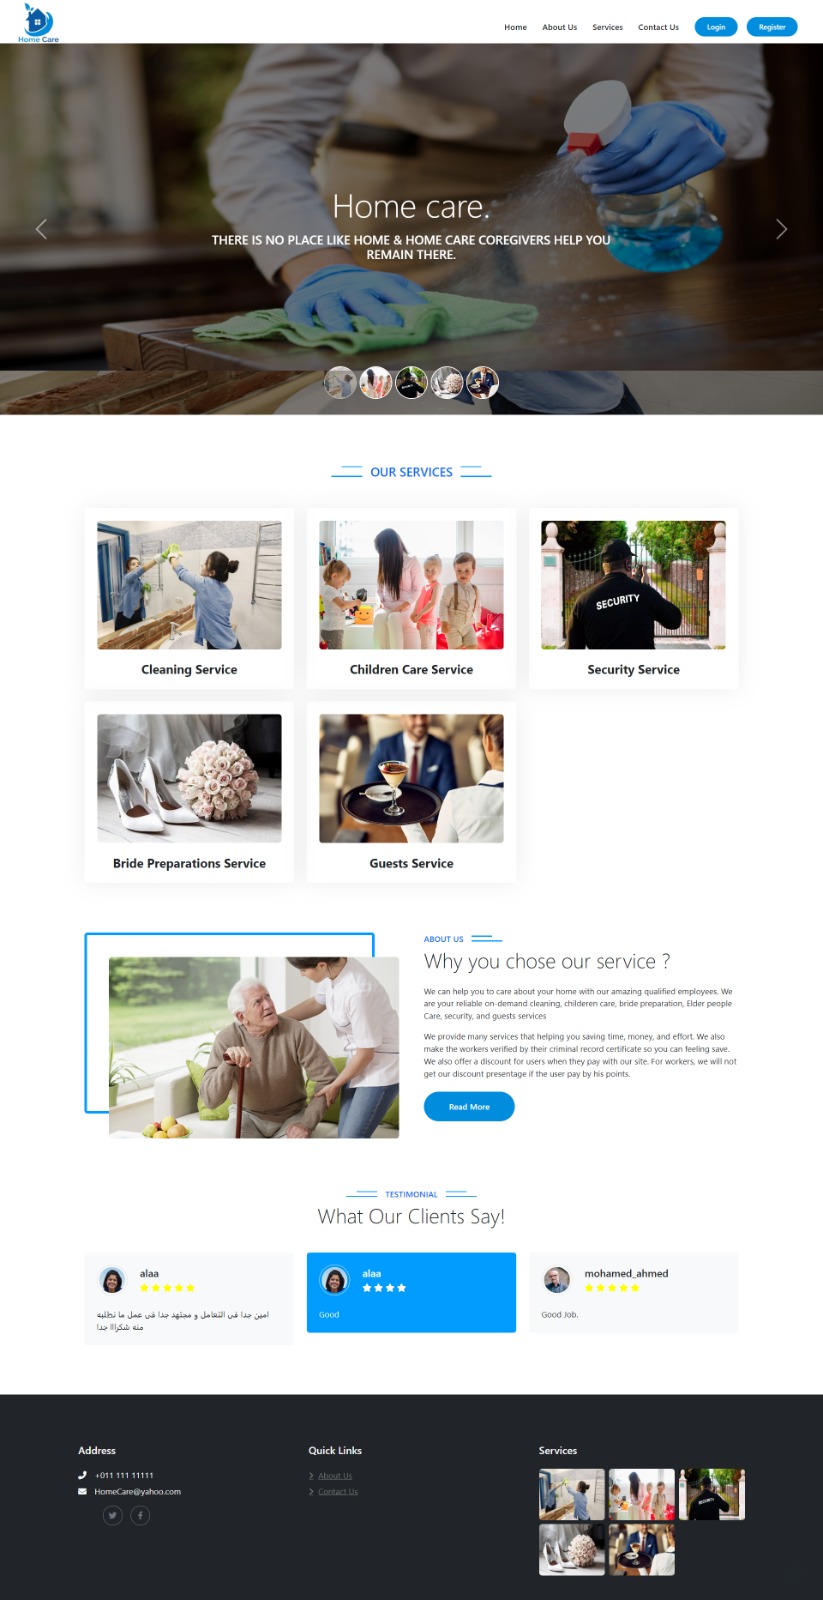 Home Care
Home
About Us
Services
Contact Us
Login
Register
Home care.
THERE IS NO PLACE LIKE HOME & HOME CARE COREGIVERS HELP YOU
REMAIN THERE.
OUR SERVICES
SECURITY
Cleaning Service
Children Care Service
Security Service
Bride Preparations Service
Guests Service
ABOUT US
Why you chose our service ?
We can help you to care about your home with our amazing qualified employees. We
are your reliable on-demand cleaning, childeren care, bride preparation, Elder people
Care, security, and guests services
We provide many services that helping you saving time, money, and effort. We also
make the workers verified by their criminal record certificate so you can feeling save.
We also offer a discount for users when they pay with our site. For workers, we will not
get our discount presentage if the user pay by his points.
Read More
TESTIMONIAL
What Our Clients Say!
alaa
امين جدا فى التعامل و مجتهد جدا فى عمل ما نطلبه
منه شكرااا جدا
alaa
Good
mohamed_ahmed
Good Job.
Address
+011 111 11111
HomeCare@yahoo.com
Quick Links
About Us
Contact Us
Services
SECURITY